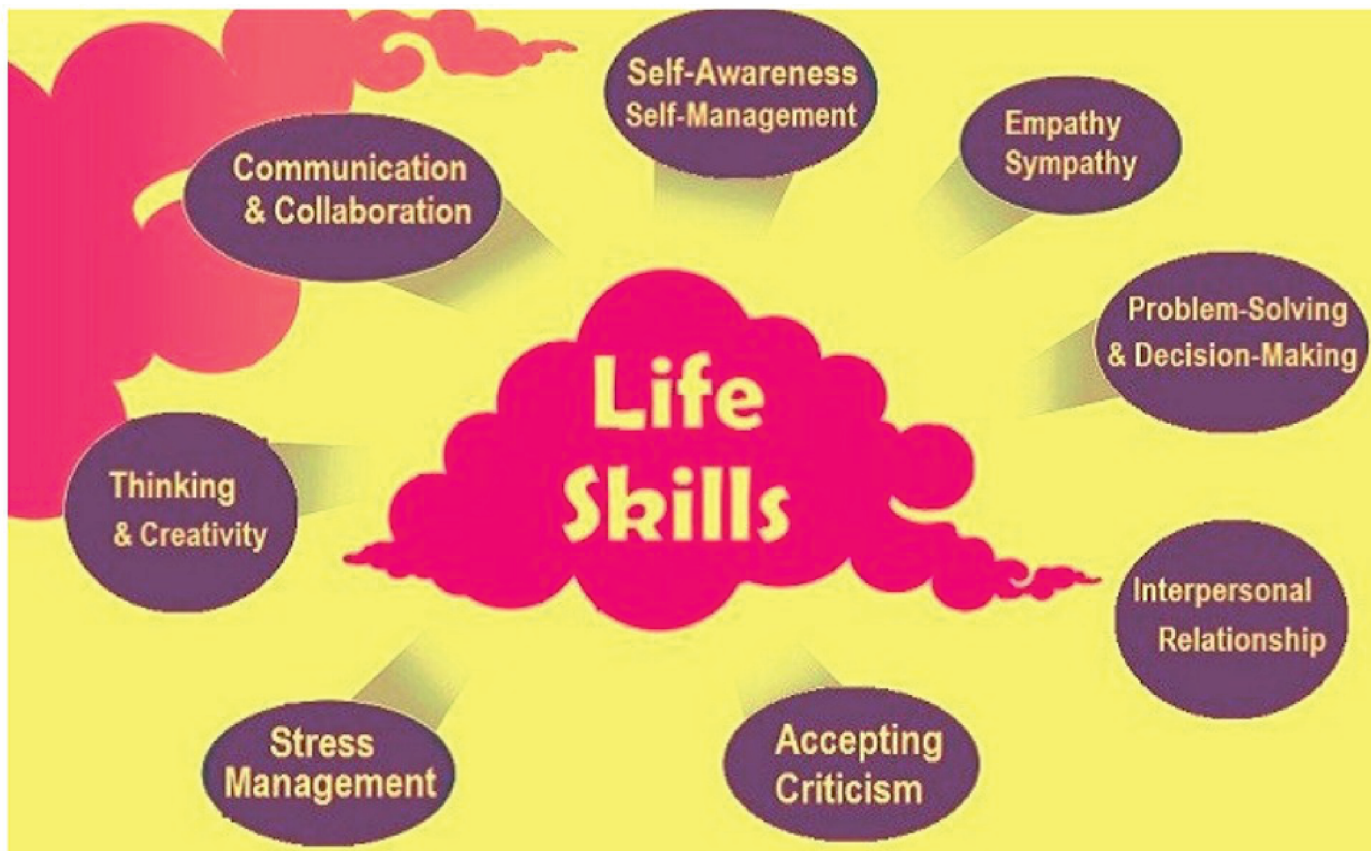 Self-Awareness
Self-Management
Empathy
Sympathy
Communication
& Collaboration
Problem-Solving
& Decision-Making
Life
Skills
Thinking
& Creativity
Interpersonal
Relationship
Stress
Management
Accepting
Criticism